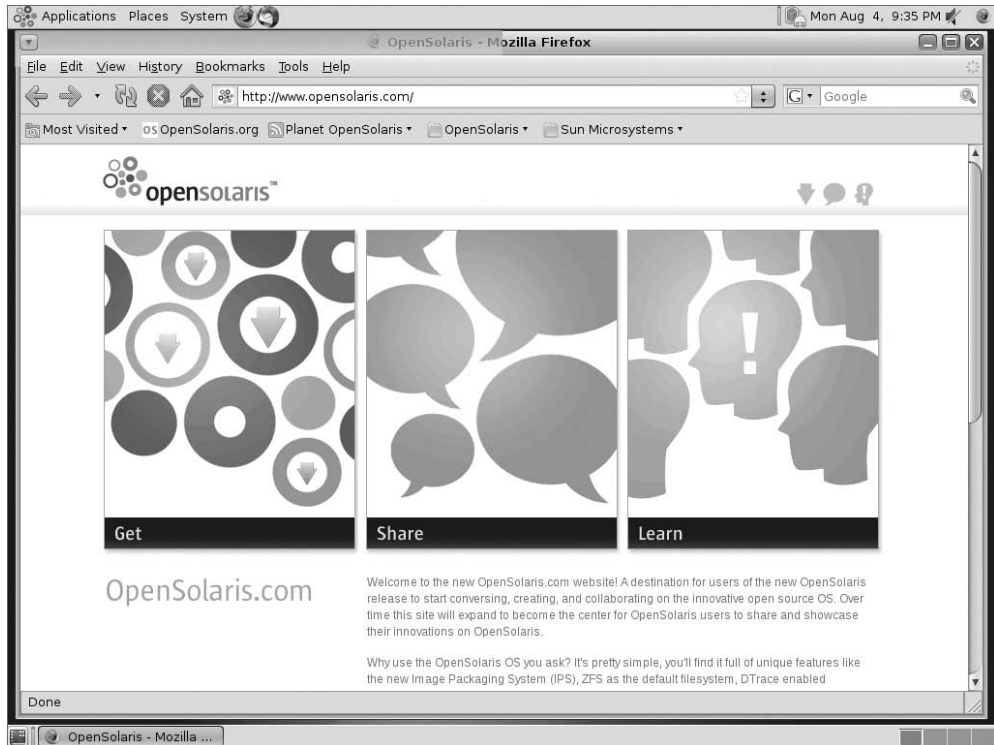 Applications Places System
Mon Aug 4, 9:35 PM
OpenSolaris - Mozilla Firefox
File Edit View History Bookmarks Tools Help
http://www.opensolaris.com/
G Google
Most Visited OpenSolaris.org Planet OpenSolaris OpenSolaris Sun Microsystems
opensolaris™
!
Get
Share
Learn
OpenSolaris.com
Welcome to the new OpenSolaris.com website! A destination for users of the new OpenSolaris
release to start conversing, creating, and collaborating on the innovative open source OS. Over
time this site will expand to become the center for OpenSolaris users to share and showcase
their innovations on OpenSolaris.
Why use the OpenSolaris OS you ask? It's pretty simple, you'll find it full of unique features like
the new Image Packaging System (IPS), ZFS as the default filesystem, DTrace enabled
Done
OpenSolaris - Mozilla ...